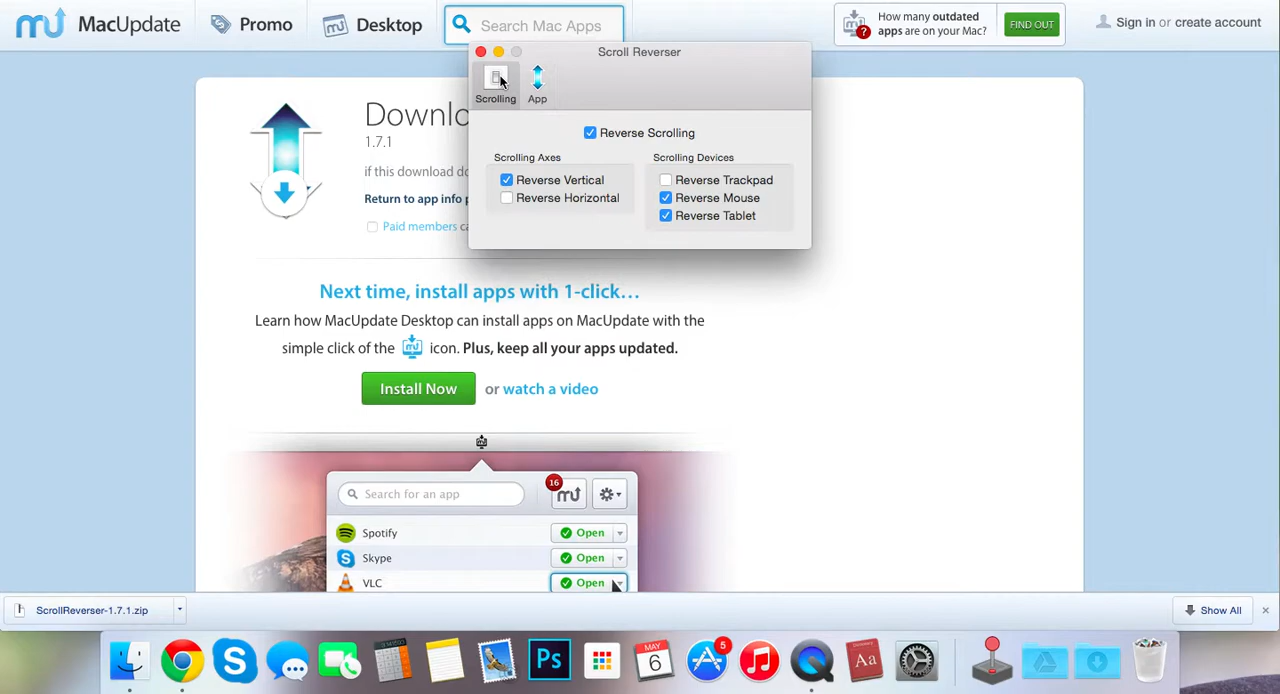 MacUpdate
Promo
Desktop
Search Mac Apps
How many outdated
apps are on your Mac?
FIND OUT
Sign in or create account
Scroll Reverser
Scrolling
App
Reverse Scrolling
Scrolling Axes
Scrolling Devices
Reverse Vertical
Reverse Trackpad
Reverse Horizontal
Reverse Mouse
Reverse Tablet
Downlo
1.7.1
if this download do
Return to app info p
Paid members ca
Next time, install apps with 1-click…
Learn how MacUpdate Desktop can install apps on MacUpdate with the
simple click of the icon. Plus, keep all your apps updated.
Install Now or watch a video
Search for an app
16
Spotify
Open
Skype
Open
VLC
Open
ScrollReverser-1.7.1.zip
Show All
Ps
6
5
Aa